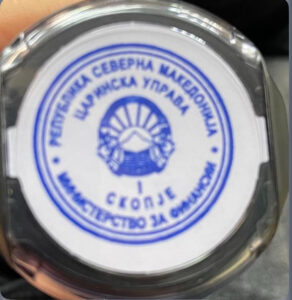 РЕПУБЛИКА СЕВЕРНА МАКЕДОНИЈА
ЦАРИНСКА УПРАВА
1
СКОПЈЕ
МИНИСТЕРСТВО ЗА ФИНАНСИИ